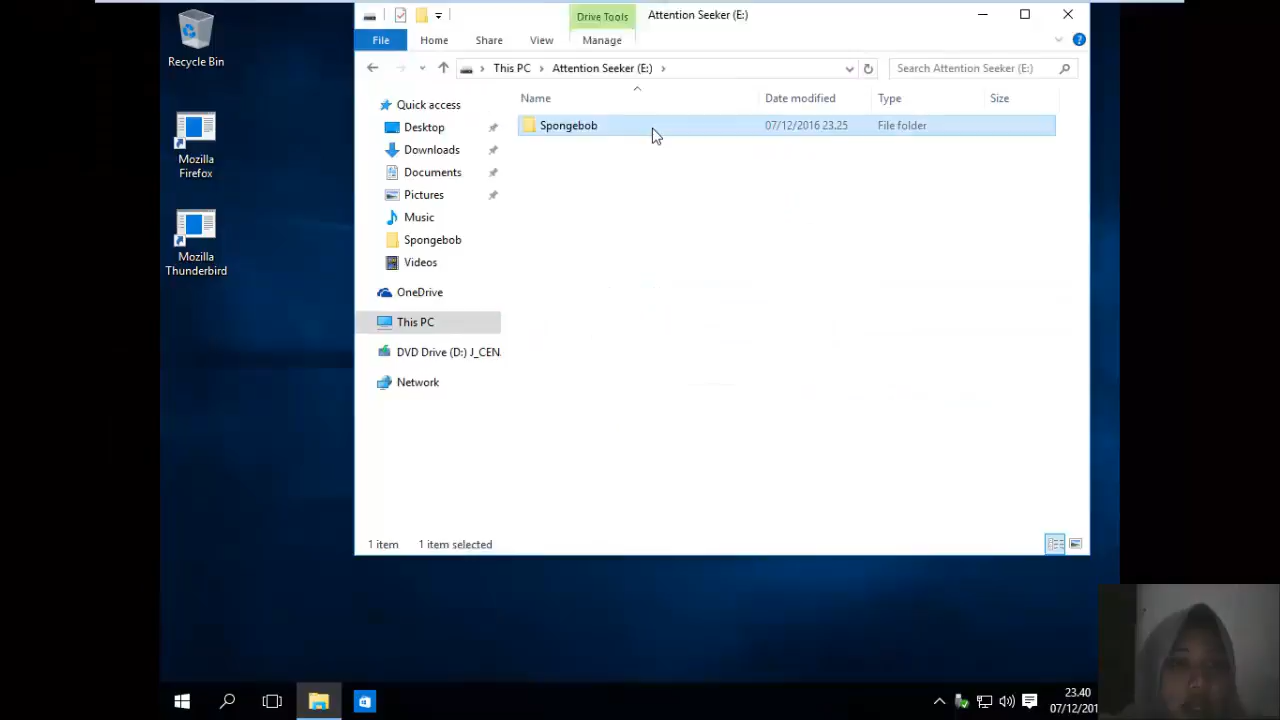 Recycle Bin
Mozilla
Firefox
Mozilla
Thunderbird
Drive Tools
Attention Seeker (E:)
File
Home
Share
View
Manage
This PC
Attention Seeker (E:)
Search Attention Seeker (E:)
Name
Date modified
Type
Size
Spongebob
07/12/2016 23.25
File folder
Quick access
Desktop
Downloads
Documents
Pictures
Music
Spongebob
Videos
OneDrive
This PC
DVD Drive (D:) J_CEN
Network
1 item
1 item selected
23.40
07/12/201